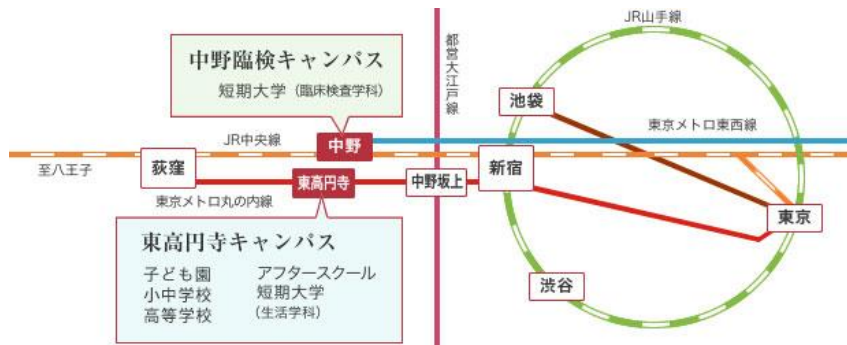 JR山手線
中野臨検キャンパス
短期大学（臨床検査学科）
都営大江戸線
池袋
東京メトロ東西線
JR中央線
中野
至八王子
荻窪
新宿
東高円寺
中野坂上
東京メトロ丸の内線
東京
東高円寺キャンパス
子ども園 アフタースクール
小中学校 短期大学
高等学校 （生活学科）
渋谷